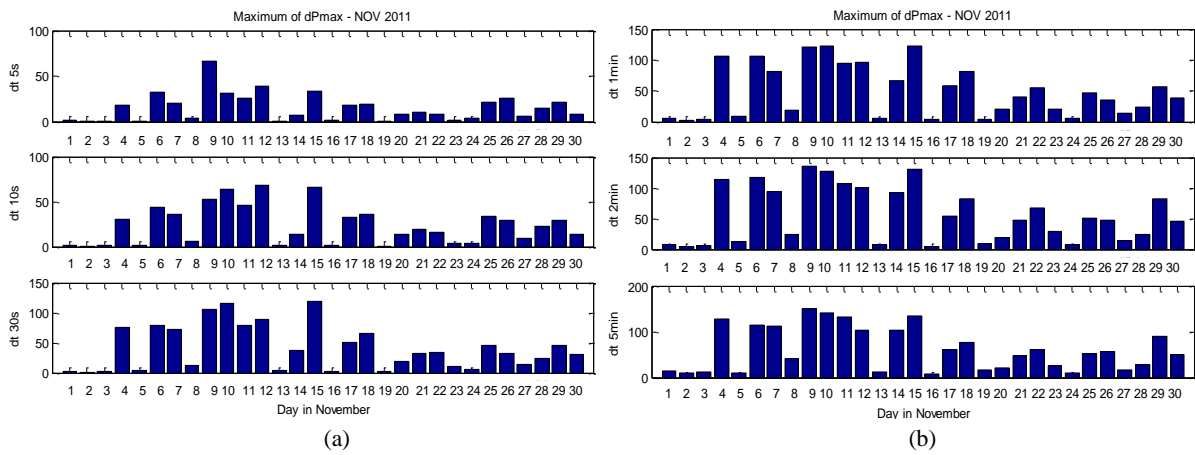 Maximum of dPmax - NOV 2011
100
50
0
dt 5s
1 2 3 4 5 6 7 8 9 10 11 12 13 14 15 16 17 18 19 20 21 22 23 24 25 26 27 28 29 30
100
50
0
dt 10s
1 2 3 4 5 6 7 8 9 10 11 12 13 14 15 16 17 18 19 20 21 22 23 24 25 26 27 28 29 30
150
100
50
0
dt 30s
1 2 3 4 5 6 7 8 9 10 11 12 13 14 15 16 17 18 19 20 21 22 23 24 25 26 27 28 29 30
Day in November
(a)
Maximum of dPmax - NOV 2011
150
100
50
0
dt 1min
1 2 3 4 5 6 7 8 9 10 11 12 13 14 15 16 17 18 19 20 21 22 23 24 25 26 27 28 29 30
150
100
50
0
dt 2min
1 2 3 4 5 6 7 8 9 10 11 12 13 14 15 16 17 18 19 20 21 22 23 24 25 26 27 28 29 30
200
100
0
dt 5min
1 2 3 4 5 6 7 8 9 10 11 12 13 14 15 16 17 18 19 20 21 22 23 24 25 26 27 28 29 30
Day in November
(b)